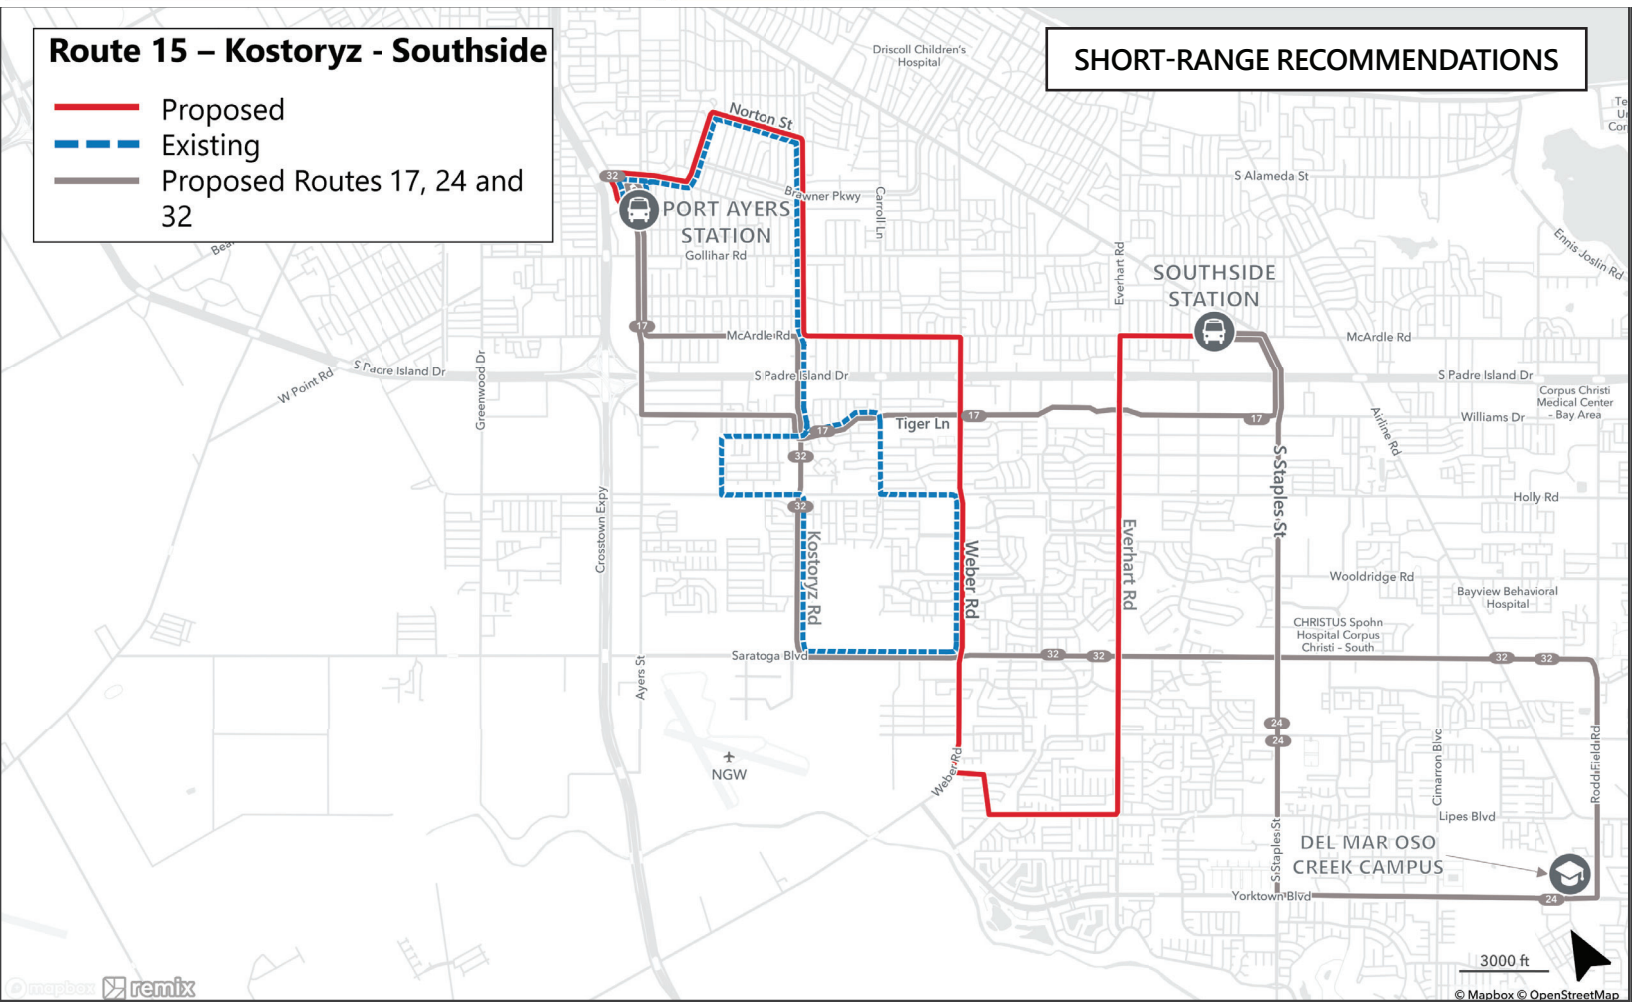 Route 15 – Kostoryz - Southside
Proposed
Existing
Proposed Routes 17, 24 and
32
SHORT-RANGE RECOMMENDATIONS
Driscoll Children's
Hospital
Norton St
32
Brawner Pkwy
Carroll Ln
S Alameda St
PORT AYERS
STATION
Gollihar Rd
Ennis Joslin Rd
Everhart Rd
SOUTHSIDE
STATION
17
McArdle Rd
McArdle Rd
S Padre Island Dr
S Padre Island Dr
S Padre Island Dr
W Point Rd
Greenwood Dr
Corpus Christi
Medical Center
- Bay Area
Williams Dr
Airline Rd
17
Tiger Ln
17
17
32
S Staples St
Holly Rd
32
Crosstown Expy
Kostoryz Rd
Weber Rd
Everhart Rd
Wooldridge Rd
Bayview Behavioral
Hospital
CHRISTUS Spohn
Hospital Corpus
Christi - South
Saratoga Blvd
32
32
32
32
Ayers St
24
24
NGW
Weber Rd
Cimarron Blvd
Rodd Field Rd
Lipes Blvd
S Staples St
DEL MAR OSO
CREEK CAMPUS
Yorktown Blvd
24
3000 ft
mapbox
remix
© Mapbox © OpenStreetMap